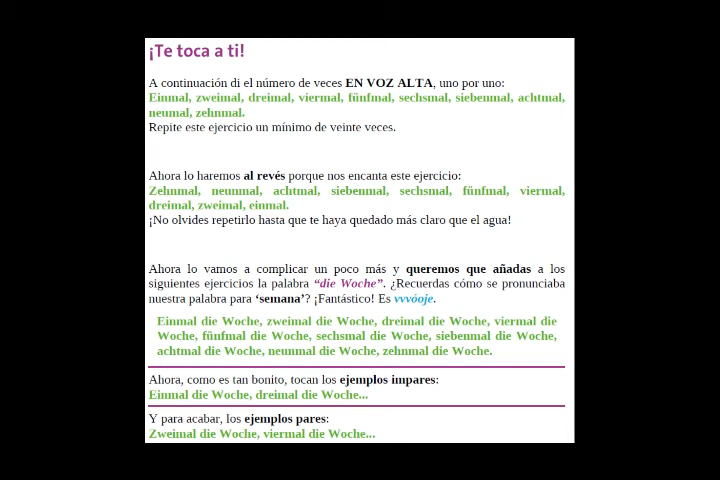 ¡Te toca a ti!
A continuación di el número de veces EN VOZ ALTA, uno por uno:
Einmal, zweimal, dreimal, viermal, fünfmal, sechsmal, siebenmal, achtmal,
neumal, zehnmal.
Repite este ejercicio un mínimo de veinte veces.
Ahora lo haremos al revés porque nos encanta este ejercicio:
Zehnmal, neunmal, achtmal, siebenmal, sechsmal, fünfmal, viermal,
dreimal, zweimal, einmal.
¡No olvides repetirlo hasta que te haya quedado más claro que el agua!
Ahora lo vamos a complicar un poco más y queremos que añadas a los
siguientes ejercicios la palabra “die Woche”. ¿Recuerdas cómo se pronunciaba
nuestra palabra para ‘semana’? ¡Fantástico! Es vvvóoje.
Einmal die Woche, zweimal die Woche, dreimal die Woche, viermal die
Woche, fünfmal die Woche, sechsmal die Woche, siebenmal die Woche,
achtmal die Woche, neunmal die Woche, zehnmal die Woche.
Ahora, como es tan bonito, tocan los ejemplos impares:
Einmal die Woche, dreimal die Woche...
Y para acabar, los ejemplos pares:
Zweimal die Woche, viermal die Woche...